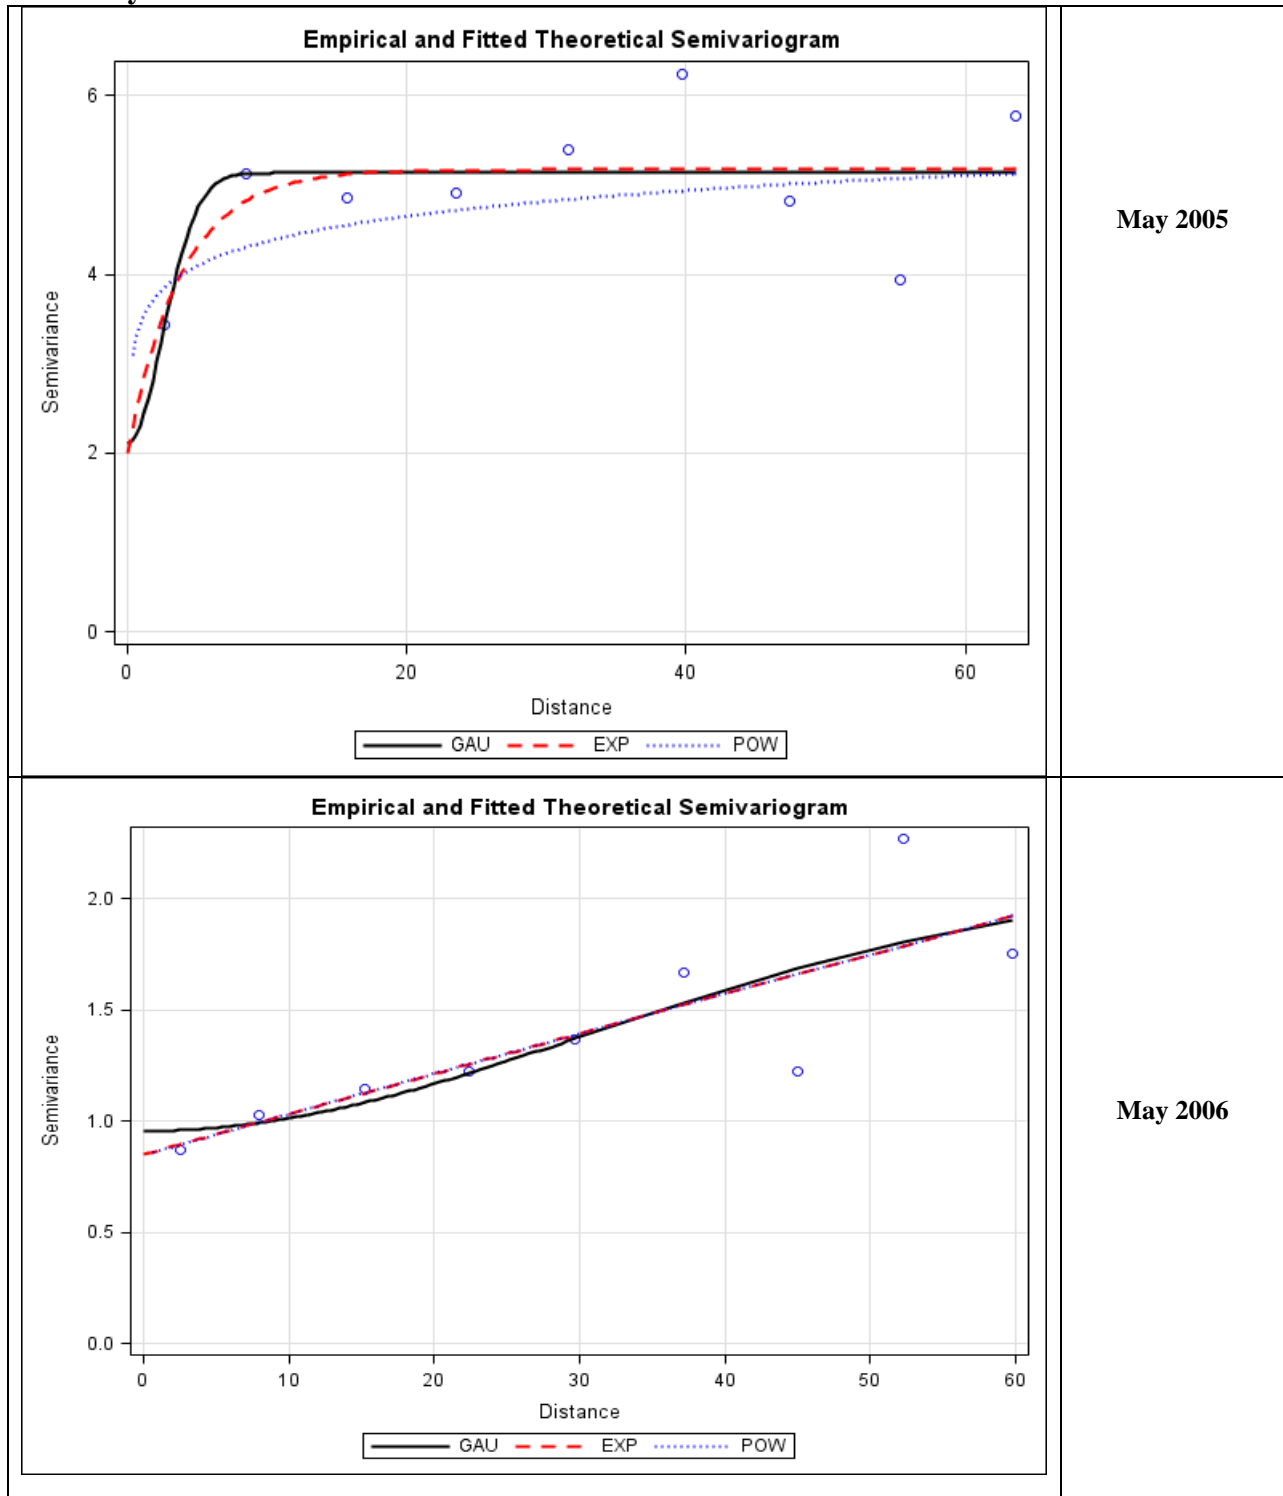 Empirical and Fitted Theoretical Semivariogram
6
4
2
0
Semivariance
0 20 40 60
Distance
GAU EXP POW
May 2005
Empirical and Fitted Theoretical Semivariogram
2.0
1.5
1.0
0.5
0.0
Semivariance
0 10 20 30 40 50 60
Distance
GAU EXP POW
May 2006